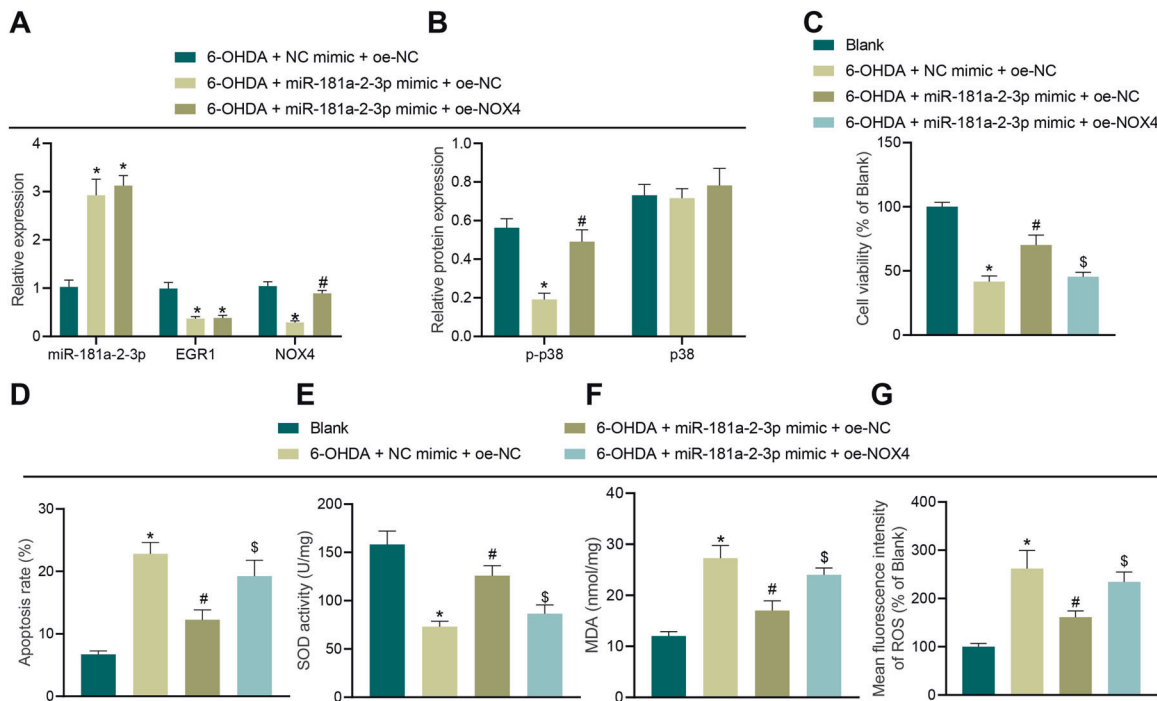 A
B
C
6-OHDA + NC mimic + oe-NC
6-OHDA + miR-181a-2-3p mimic + oe-NC
6-OHDA + miR-181a-2-3p mimic + oe-NOX4
Blank
6-OHDA + NC mimic + oe-NC
6-OHDA + miR-181a-2-3p mimic + oe-NC
6-OHDA + miR-181a-2-3p mimic + oe-NOX4
Relative expression
4
3
2
1
0
* *
* *
* #
miR-181a-2-3p EGR1 NOX4
Relative protein expression
1.0
0.8
0.6
0.4
0.2
0.0
* #
p-p38 p38
Cell viability (% of Blank)
150
100
50
0
* # $
D
E
F
G
Blank
6-OHDA + NC mimic + oe-NC
6-OHDA + miR-181a-2-3p mimic + oe-NC
6-OHDA + miR-181a-2-3p mimic + oe-NOX4
Apoptosis rate (%)
30
20
10
0
* # $
SOD activity (U/mg)
200
150
100
50
0
* # $
MDA (nmol/mg)
40
30
20
10
0
* # $
Mean fluorescence intensity
of ROS (% of Blank)
400
300
200
100
0
* # $